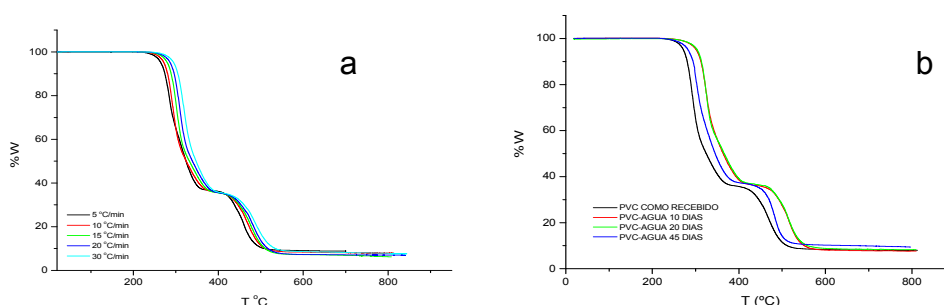 a
100
80
60
40
20
0
%W
5 °C/min
10 °C/min
15 °C/min
20 °C/min
30 °C/min
200
400
600
800
T °C
b
100
80
60
40
20
0
%W
PVC COMO RECEBIDO
PVC-AGUA 10 DIAS
PVC-AGUA 20 DIAS
PVC-AGUA 45 DIAS
0
200
400
600
800
T (ºC)